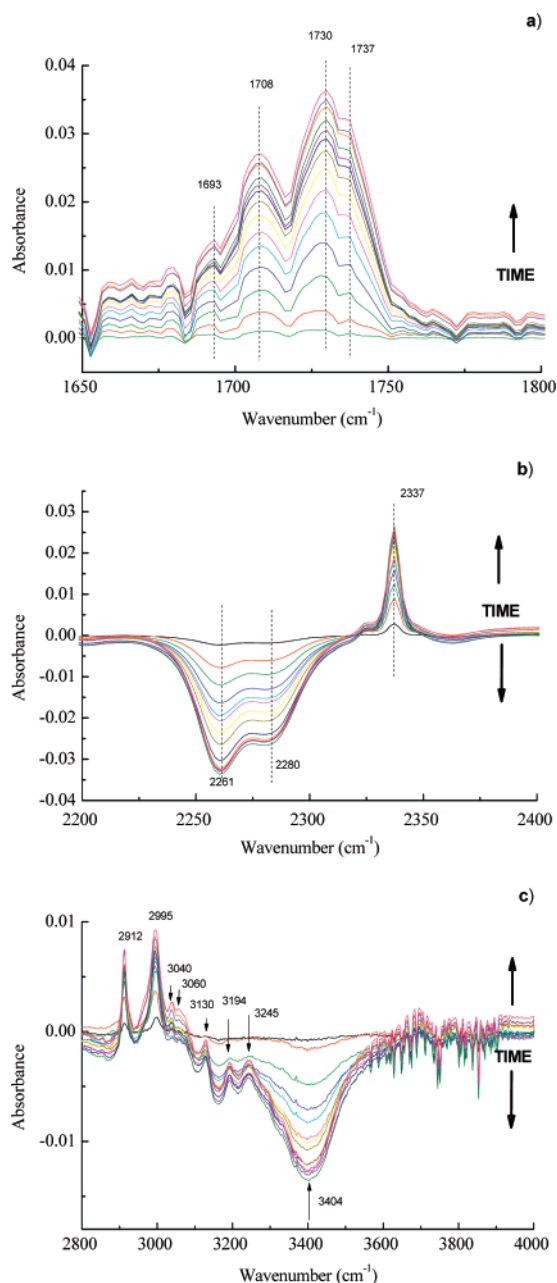 a)
1730
1737
1708
1693
0.04
0.03
0.02
0.01
0.00
Absorbance
TIME
1650 1700 1750 1800
Wavenumber (cm-1)
b)
2337
0.03
0.02
0.01
0.00
-0.01
-0.02
-0.03
-0.04
Absorbance
TIME
2261
2280
2200 2250 2300 2350 2400
Wavenumber (cm-1)
c)
2995
2912
3040
3060
3130
3194
3245
0.01
0.00
-0.01
Absorbance
TIME
3404
2800 3000 3200 3400 3600 3800 4000
Wavenumber (cm-1)